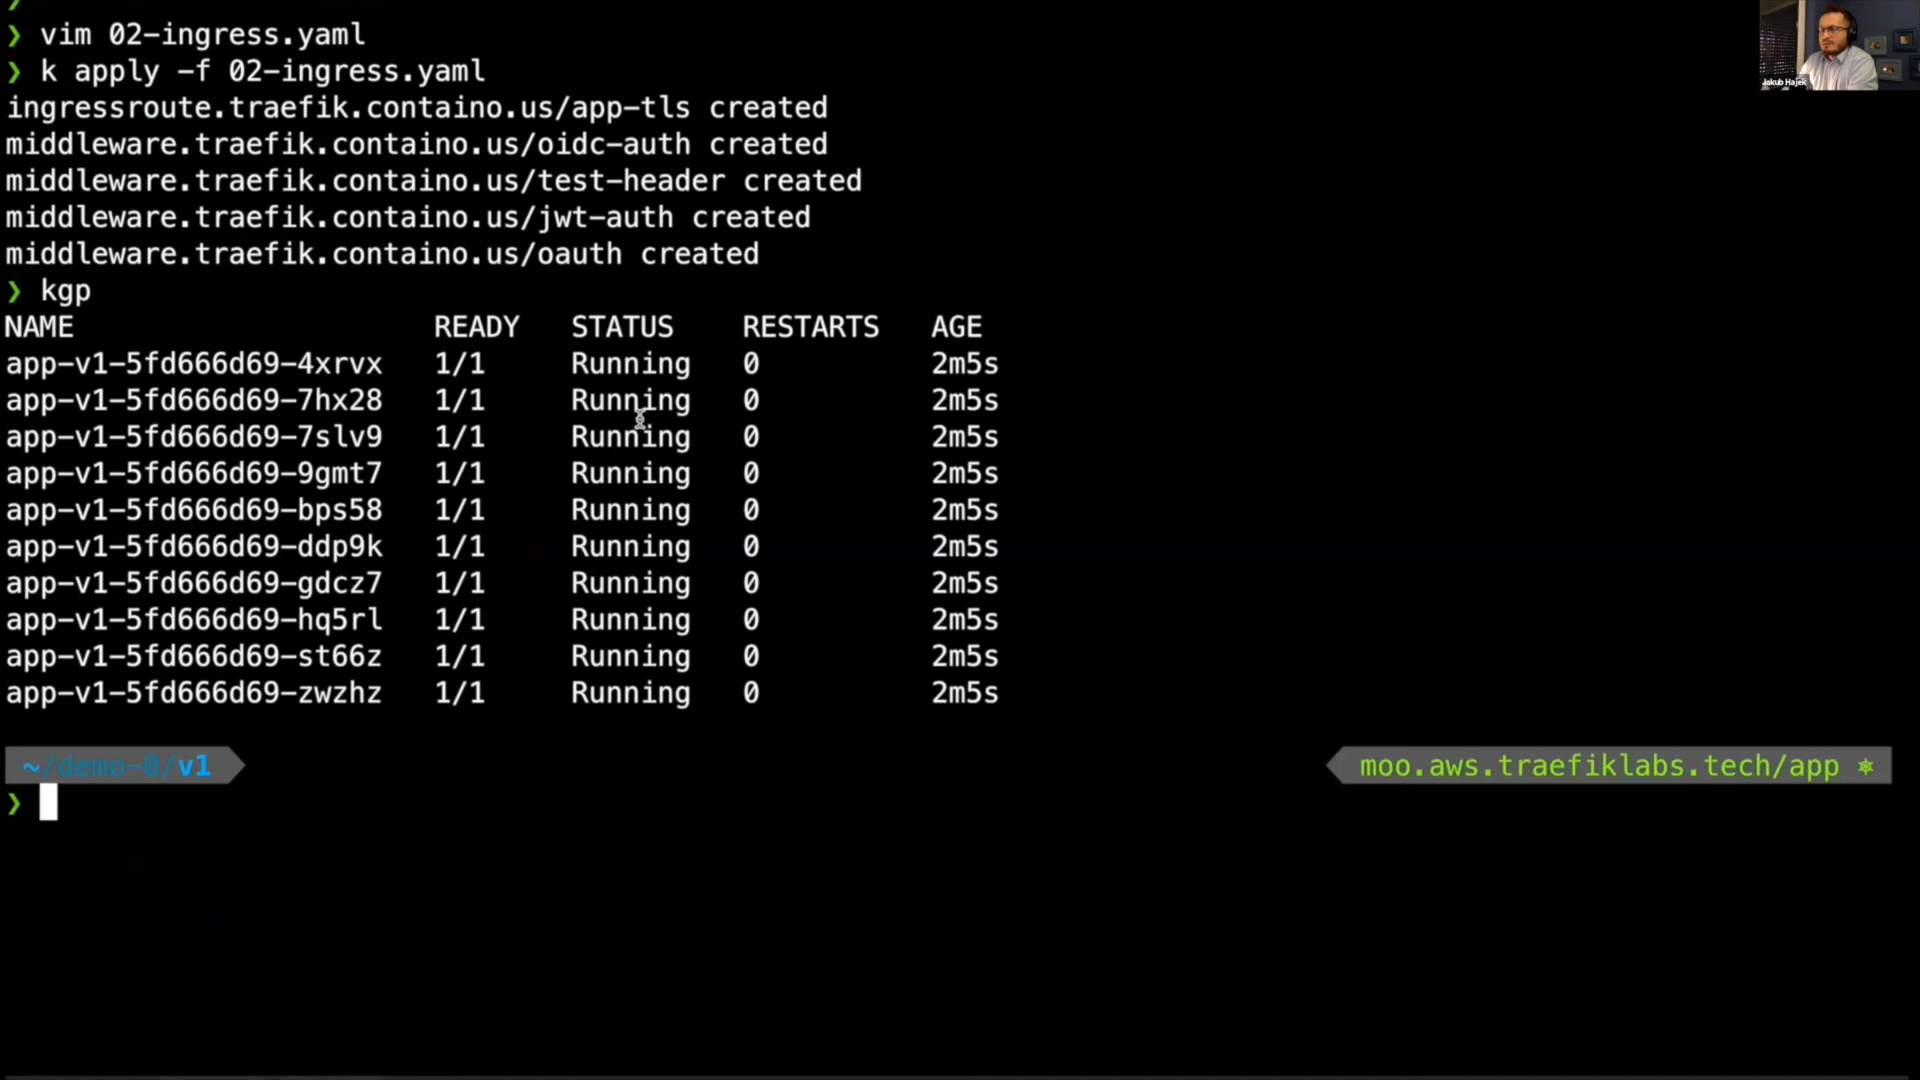 ❯ vim 02-ingress.yaml
❯ k apply -f 02-ingress.yaml
ingressroute.traefik.containo.us/app-tls created
middleware.traefik.containo.us/oidc-auth created
middleware.traefik.containo.us/test-header created
middleware.traefik.containo.us/jwt-auth created
middleware.traefik.containo.us/oauth created
❯ kgp
NAME READY STATUS RESTARTS AGE
app-v1-5fd666d69-4xrvx 1/1 Running 0 2m5s
app-v1-5fd666d69-7hx28 1/1 Running 0 2m5s
app-v1-5fd666d69-7slv9 1/1 Running 0 2m5s
app-v1-5fd666d69-9gmt7 1/1 Running 0 2m5s
app-v1-5fd666d69-bps58 1/1 Running 0 2m5s
app-v1-5fd666d69-ddp9k 1/1 Running 0 2m5s
app-v1-5fd666d69-gdcz7 1/1 Running 0 2m5s
app-v1-5fd666d69-hq5rl 1/1 Running 0 2m5s
app-v1-5fd666d69-st66z 1/1 Running 0 2m5s
app-v1-5fd666d69-zwzhz 1/1 Running 0 2m5s
~/demo-0/v1 moo.aws.traefiklabs.tech/app ⎈
❯
Jakub Hajek